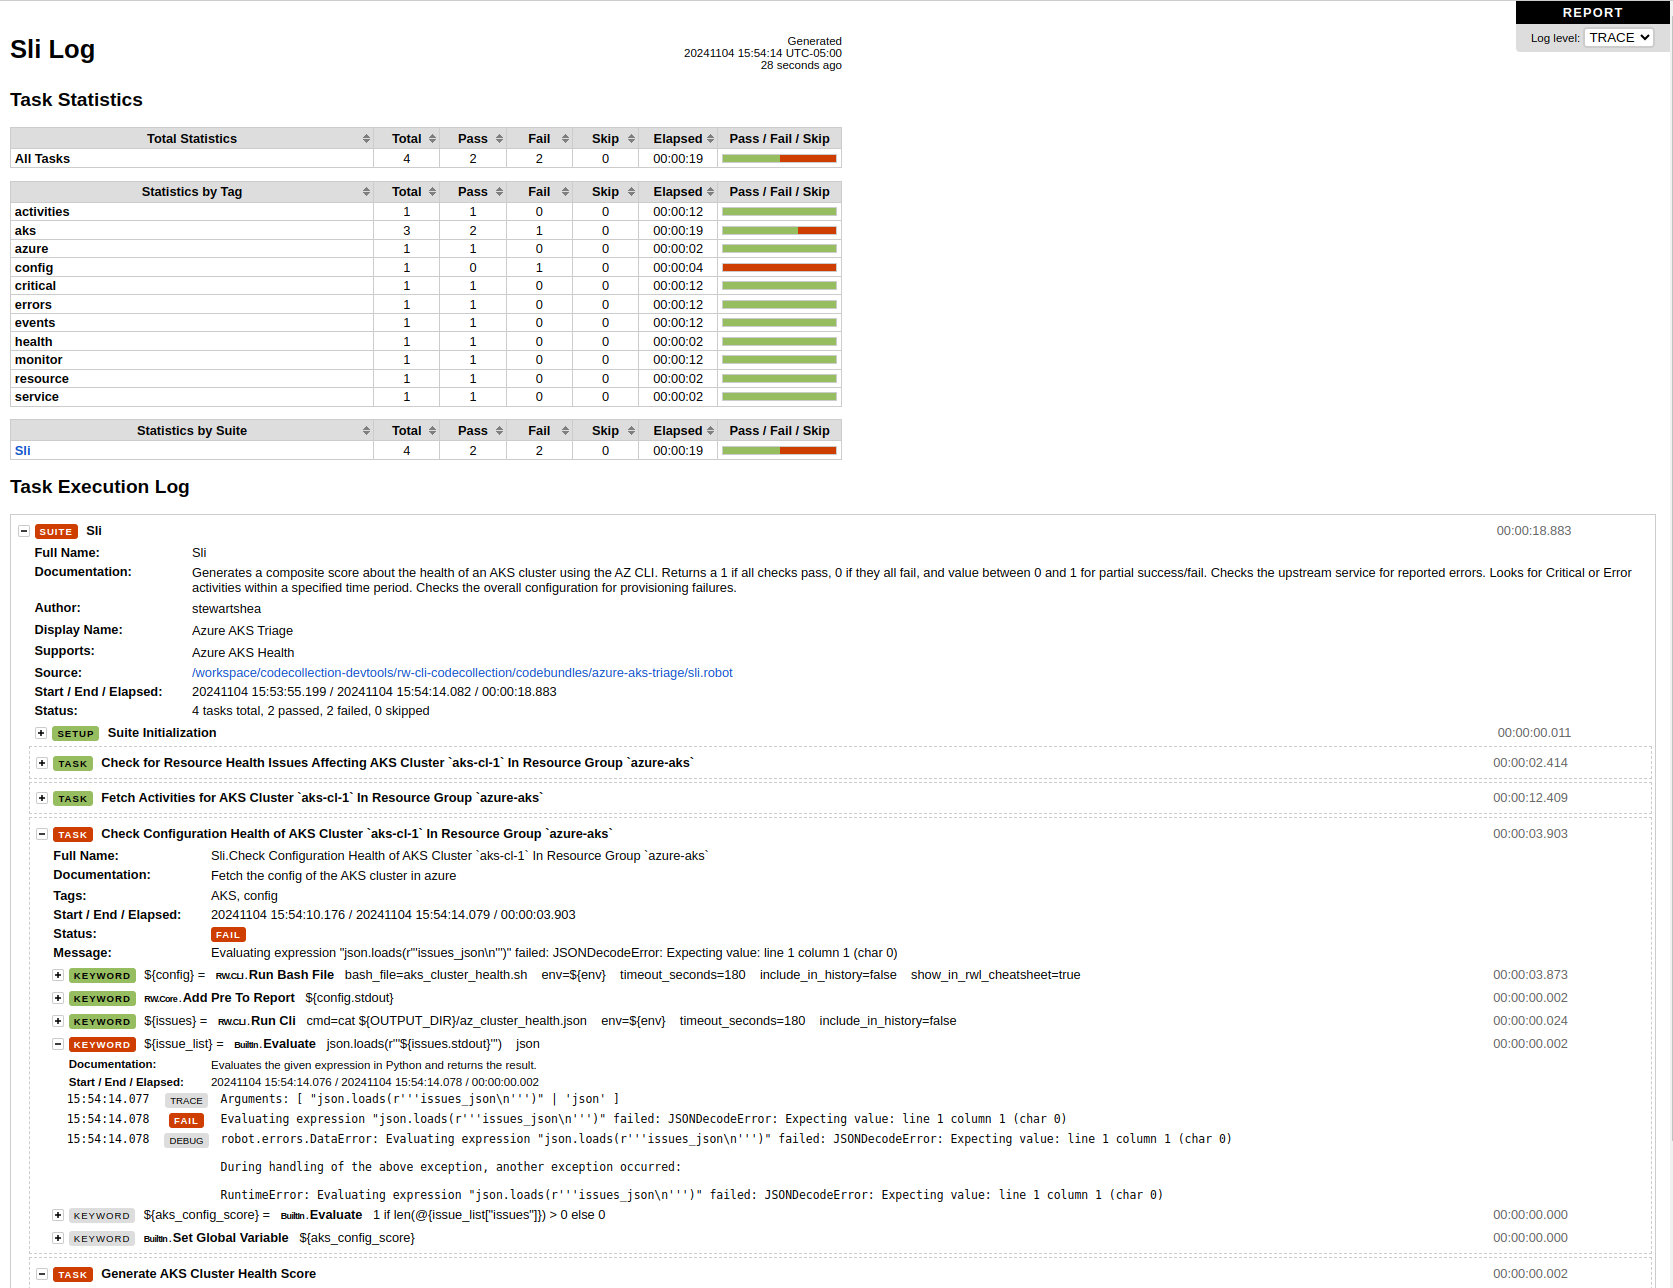 REPORT
Log level: TRACE
Sli Log
Generated
20241104 15:54:14 UTC-05:00
28 seconds ago
Task Statistics
Total Statistics Total Pass Fail Skip Elapsed Pass / Fail / Skip
All Tasks 4 2 2 0 00:00:19
Statistics by Tag Total Pass Fail Skip Elapsed Pass / Fail / Skip
activities 1 1 0 0 00:00:12
aks 3 2 1 0 00:00:19
azure 1 1 0 0 00:00:02
config 1 0 1 0 00:00:04
critical 1 1 0 0 00:00:12
errors 1 1 0 0 00:00:12
events 1 1 0 0 00:00:12
health 1 1 0 0 00:00:02
monitor 1 1 0 0 00:00:12
resource 1 1 0 0 00:00:02
service 1 1 0 0 00:00:02
Statistics by Suite Total Pass Fail Skip Elapsed Pass / Fail / Skip
Sli 4 2 2 0 00:00:19
Task Execution Log
SUITE Sli 00:00:18.883
Full Name: Sli
Documentation: Generates a composite score about the health of an AKS cluster using the AZ CLI. Returns a 1 if all checks pass, 0 if they all fail, and value between 0 and 1 for partial success/fail. Checks the upstream service for reported errors. Looks for Critical or Error
activities within a specified time period. Checks the overall configuration for provisioning failures.
Author: stewartshea
Display Name: Azure AKS Triage
Supports: Azure AKS Health
Source: /workspace/codecollection-devtools/rw-cli-codecollection/codebundles/azure-aks-triage/sli.robot
Start / End / Elapsed: 20241104 15:53:55.199 / 20241104 15:54:14.082 / 00:00:18.883
Status: 4 tasks total, 2 passed, 2 failed, 0 skipped
SETUP Suite Initialization 00:00:00.011
TASK Check for Resource Health Issues Affecting AKS Cluster `aks-cl-1` In Resource Group `azure-aks` 00:00:02.414
TASK Fetch Activities for AKS Cluster `aks-cl-1` In Resource Group `azure-aks` 00:00:12.409
TASK Check Configuration Health of AKS Cluster `aks-cl-1` In Resource Group `azure-aks` 00:00:03.903
Full Name: Sli.Check Configuration Health of AKS Cluster `aks-cl-1` In Resource Group `azure-aks`
Documentation: Fetch the config of the AKS cluster in azure
Tags: AKS, config
Start / End / Elapsed: 20241104 15:54:10.176 / 20241104 15:54:14.079 / 00:00:03.903
Status: FAIL
Message: Evaluating expression "json.loads(r'''issues_json\n''')" failed: JSONDecodeError: Expecting value: line 1 column 1 (char 0)
KEYWORD ${config} = RW.CLI.Run Bash File bash_file=aks_cluster_health.sh env=${env} timeout_seconds=180 include_in_history=false show_in_rwl_cheatsheet=true 00:00:03.873
KEYWORD RW.Core.Add Pre To Report ${config.stdout} 00:00:00.002
KEYWORD ${issues} = RW.CLI.Run Cli cmd=cat ${OUTPUT_DIR}/az_cluster_health.json env=${env} timeout_seconds=180 include_in_history=false 00:00:00.024
KEYWORD ${issue_list} = BuiltIn.Evaluate json.loads(r'''${issues.stdout}''') json 00:00:00.002
Documentation: Evaluates the given expression in Python and returns the result.
Start / End / Elapsed: 20241104 15:54:14.076 / 20241104 15:54:14.078 / 00:00:00.002
15:54:14.077 TRACE Arguments: [ "json.loads(r'''issues_json\n''')" | 'json' ]
15:54:14.078 FAIL Evaluating expression "json.loads(r'''issues_json\n''')" failed: JSONDecodeError: Expecting value: line 1 column 1 (char 0)
15:54:14.078 DEBUG robot.errors.DataError: Evaluating expression "json.loads(r'''issues_json\n''')" failed: JSONDecodeError: Expecting value: line 1 column 1 (char 0)
During handling of the above exception, another exception occurred:
RuntimeError: Evaluating expression "json.loads(r'''issues_json\n''')" failed: JSONDecodeError: Expecting value: line 1 column 1 (char 0)
KEYWORD ${aks_config_score} = BuiltIn.Evaluate 1 if len(@{issue_list["issues"]}) > 0 else 0 00:00:00.000
KEYWORD BuiltIn.Set Global Variable ${aks_config_score} 00:00:00.000
TASK Generate AKS Cluster Health Score 00:00:00.002